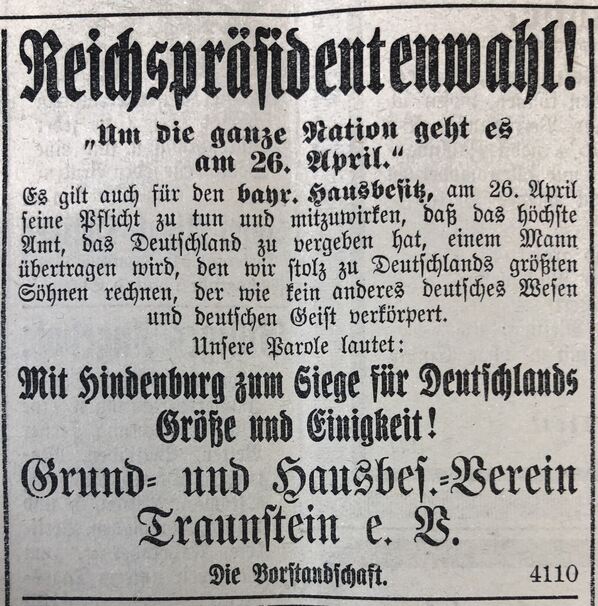 Reichspräsidentenwahl!
„Um die ganze Nation geht es
am 26. April.“
Es gilt auch für den bayr. Hausbesitz, am 26. April
seine Pflicht zu tun und mitzuwirken, daß das höchste
Amt, das Deutschland zu vergeben hat, einem Mann
übertragen wird, den wir stolz zu Deutschlands größten
Söhnen rechnen, der wie kein anderes deutsches Wesen
und deutschen Geist verkörpert.
Unsere Parole lautet:
Mit Hindenburg zum Siege für Deutschlands
Größe und Einigkeit!
Grund- und Hausbes.-Verein
Traunstein e. V.
Die Vorstandschaft. 4110